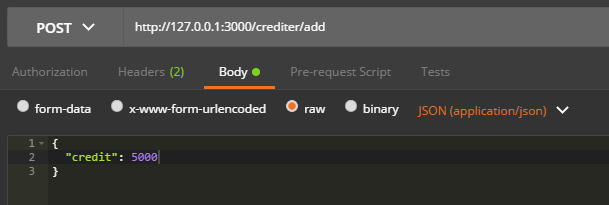 POST http://127.0.0.1:3000/crediter/add
Authorization Headers (2) Body Pre-request Script Tests
form-data x-www-form-urlencoded raw binary JSON (application/json)
1 {
2 "credit": 5000
3 }